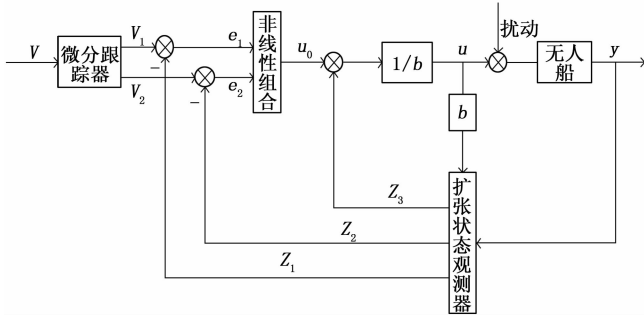 V
微分跟
踪器
V₁
V₂
−
−
e₁
e₂
非线性组合
u₀
1/b
u
b
扰动
无人
船
y
扩张状态观测器
Z₃
Z₂
Z₁